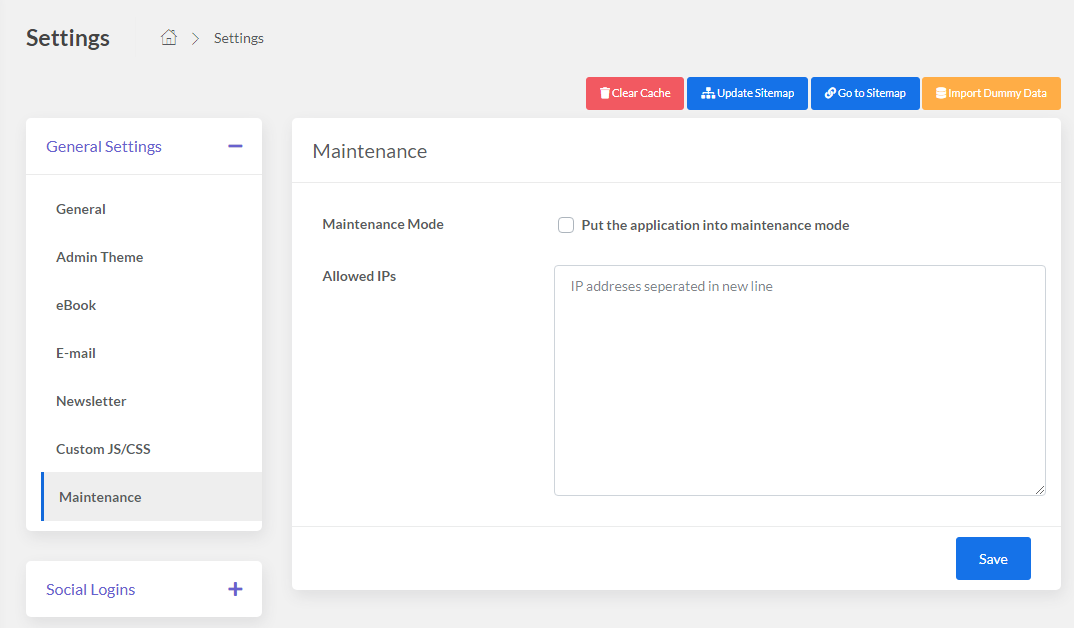 Settings
Settings
Clear Cache
Update Sitemap
Go to Sitemap
Import Dummy Data
General Settings
General
Admin Theme
eBook
E-mail
Newsletter
Custom JS/CSS
Maintenance
Social Logins
Maintenance
Maintenance Mode
Put the application into maintenance mode
Allowed IPs
IP addreses seperated in new line
Save